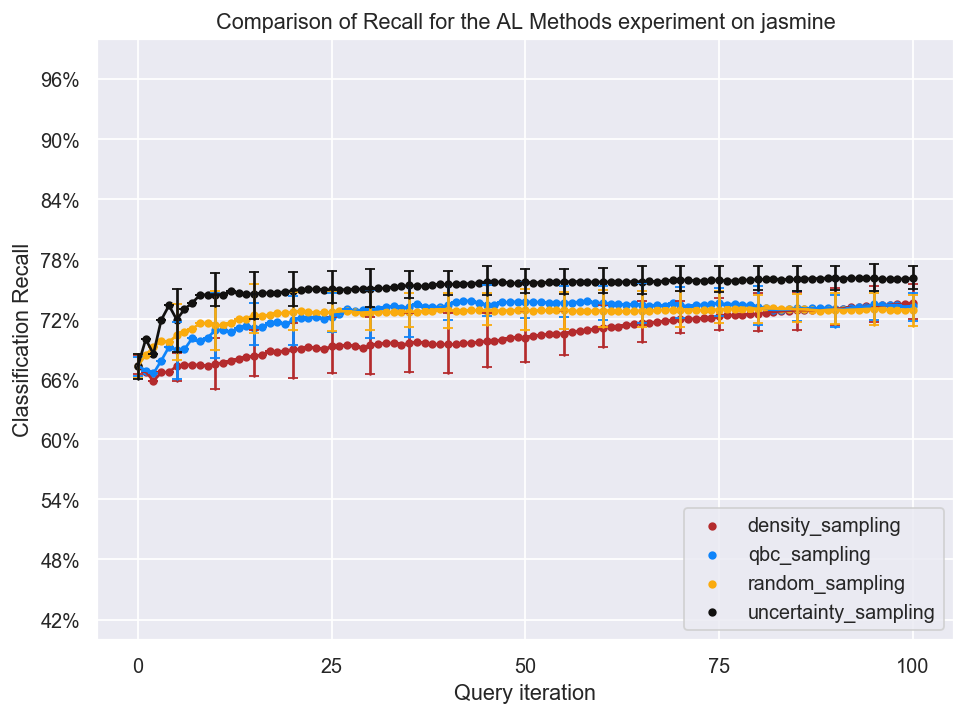 Comparison of Recall for the AL Methods experiment on jasmine
96%
90%
84%
78%
72%
66%
60%
54%
48%
42%
Classification Recall
0 25 50 75 100
Query iteration
density_sampling
qbc_sampling
random_sampling
uncertainty_sampling